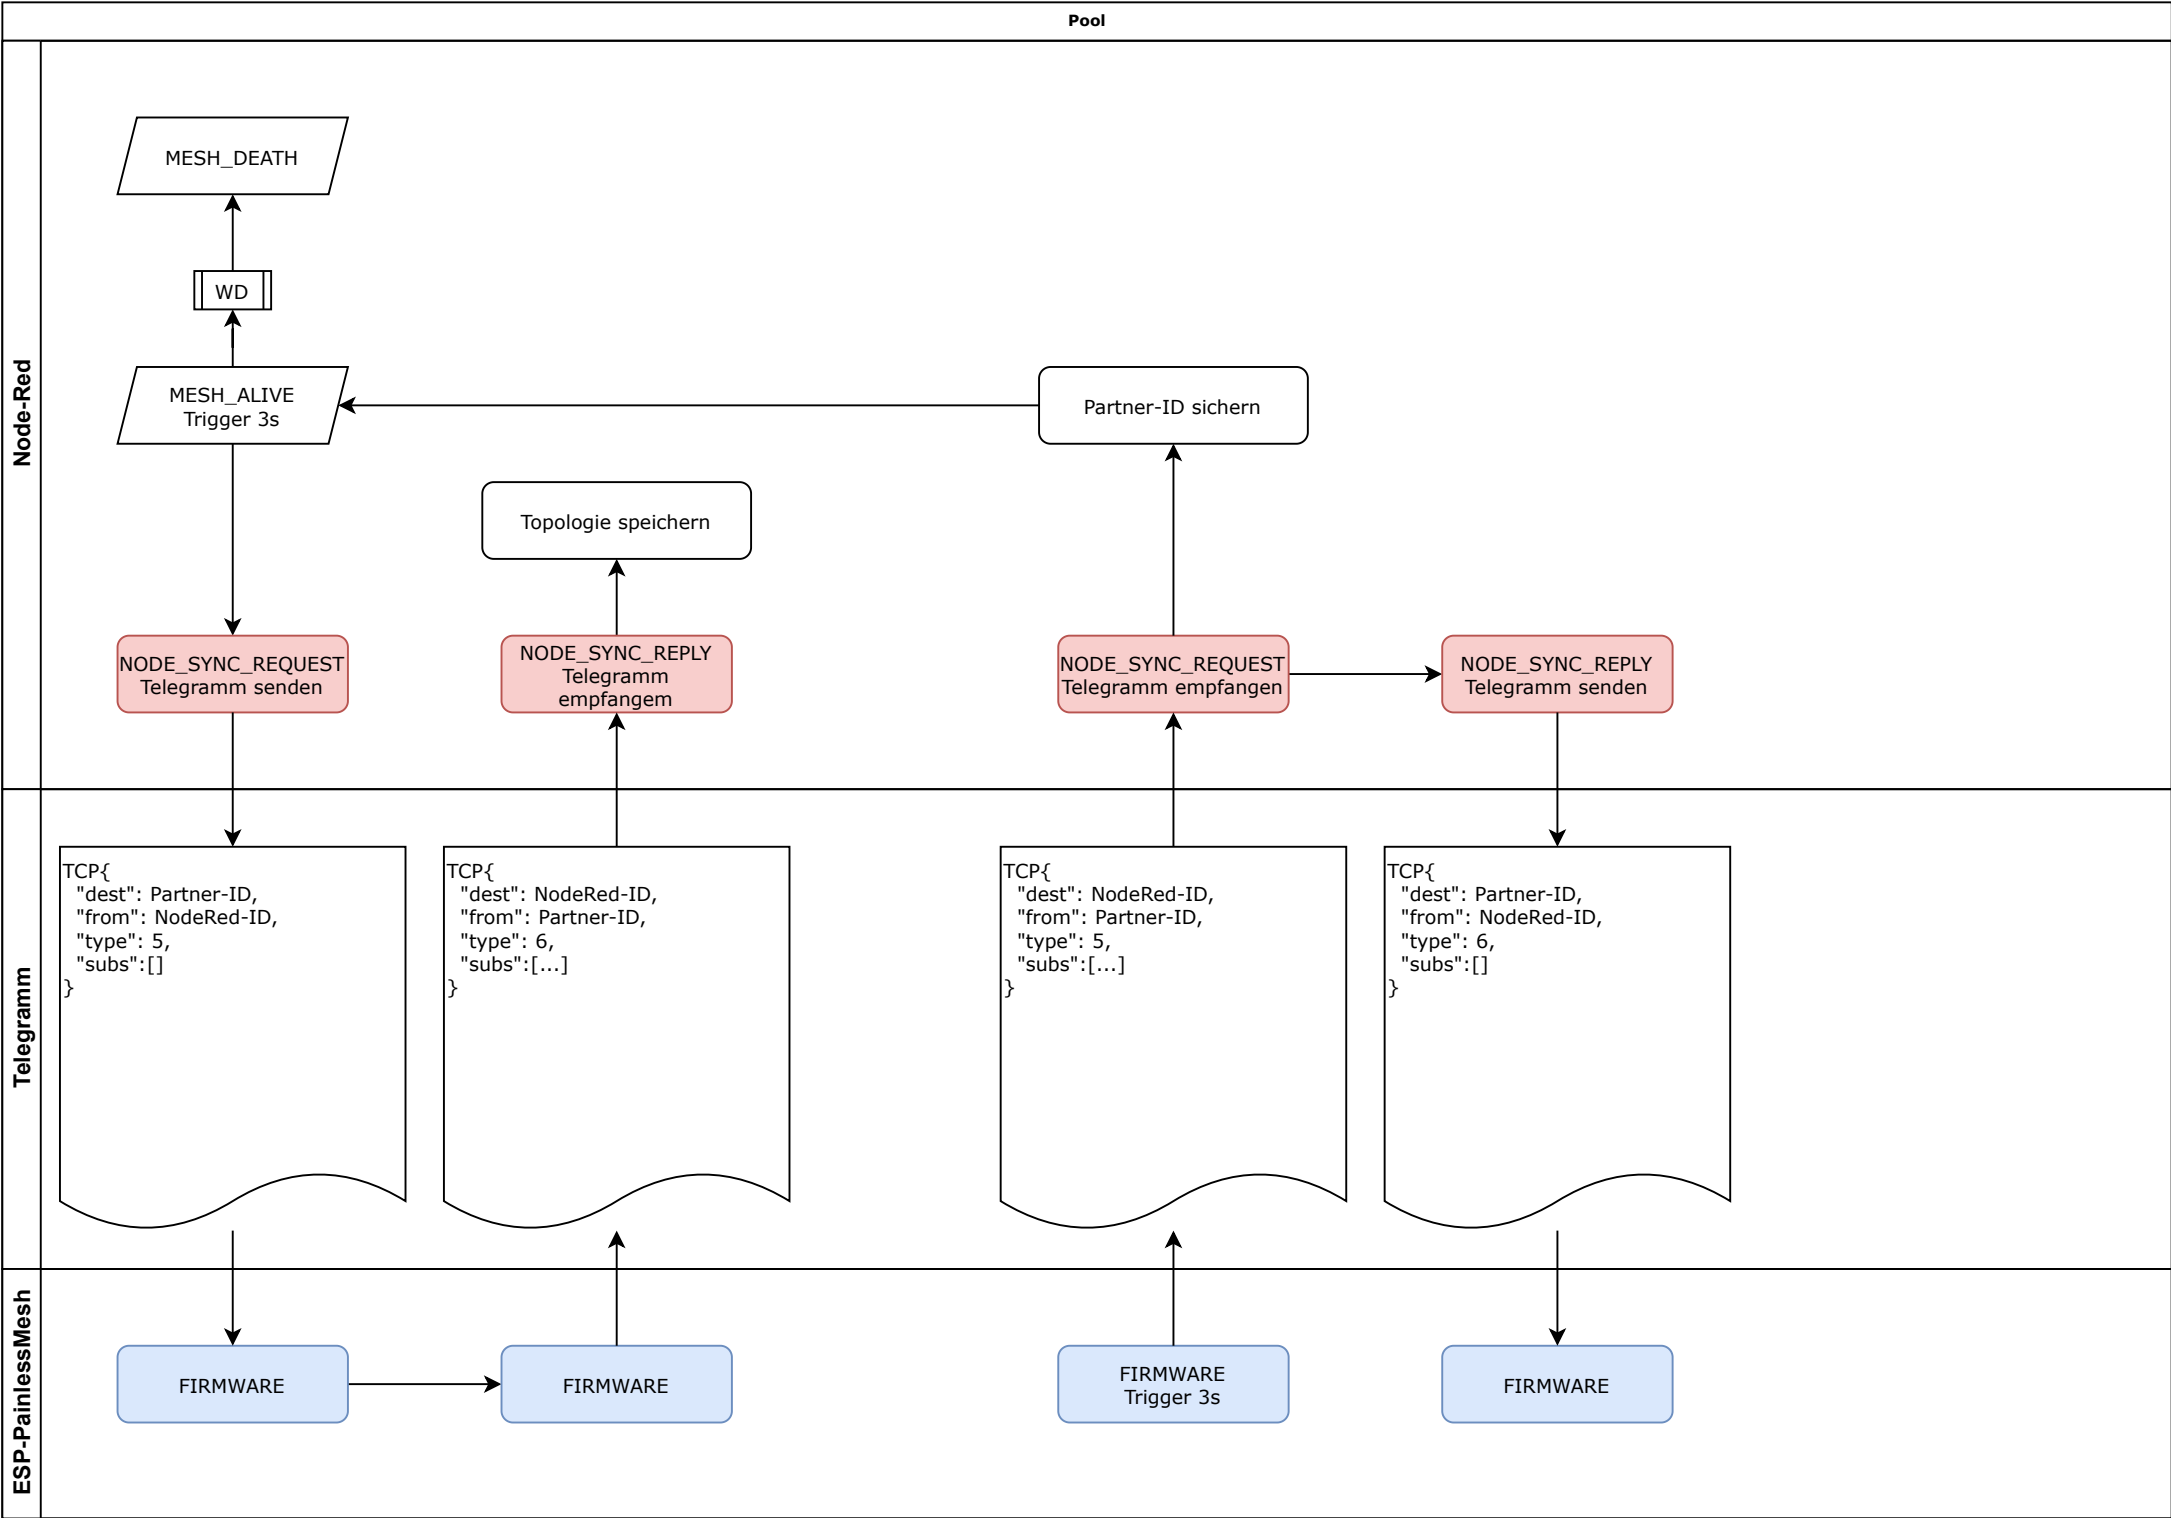 Pool
Node-Red
MESH_DEATH
WD
MESH_ALIVE
Trigger 3s
Partner-ID sichern
Topologie speichern
NODE_SYNC_REQUEST
Telegramm senden
NODE_SYNC_REPLY
Telegramm
empfangem
NODE_SYNC_REQUEST
Telegramm empfangen
NODE_SYNC_REPLY
Telegramm senden
Telegramm
TCP{
"dest": Partner-ID,
"from": NodeRed-ID,
"type": 5,
"subs":[]
}
TCP{
"dest": NodeRed-ID,
"from": Partner-ID,
"type": 6,
"subs":[...]
}
TCP{
"dest": NodeRed-ID,
"from": Partner-ID,
"type": 5,
"subs":[...]
}
TCP{
"dest": Partner-ID,
"from": NodeRed-ID,
"type": 6,
"subs":[]
}
ESP-PainlessMesh
FIRMWARE
FIRMWARE
FIRMWARE
Trigger 3s
FIRMWARE